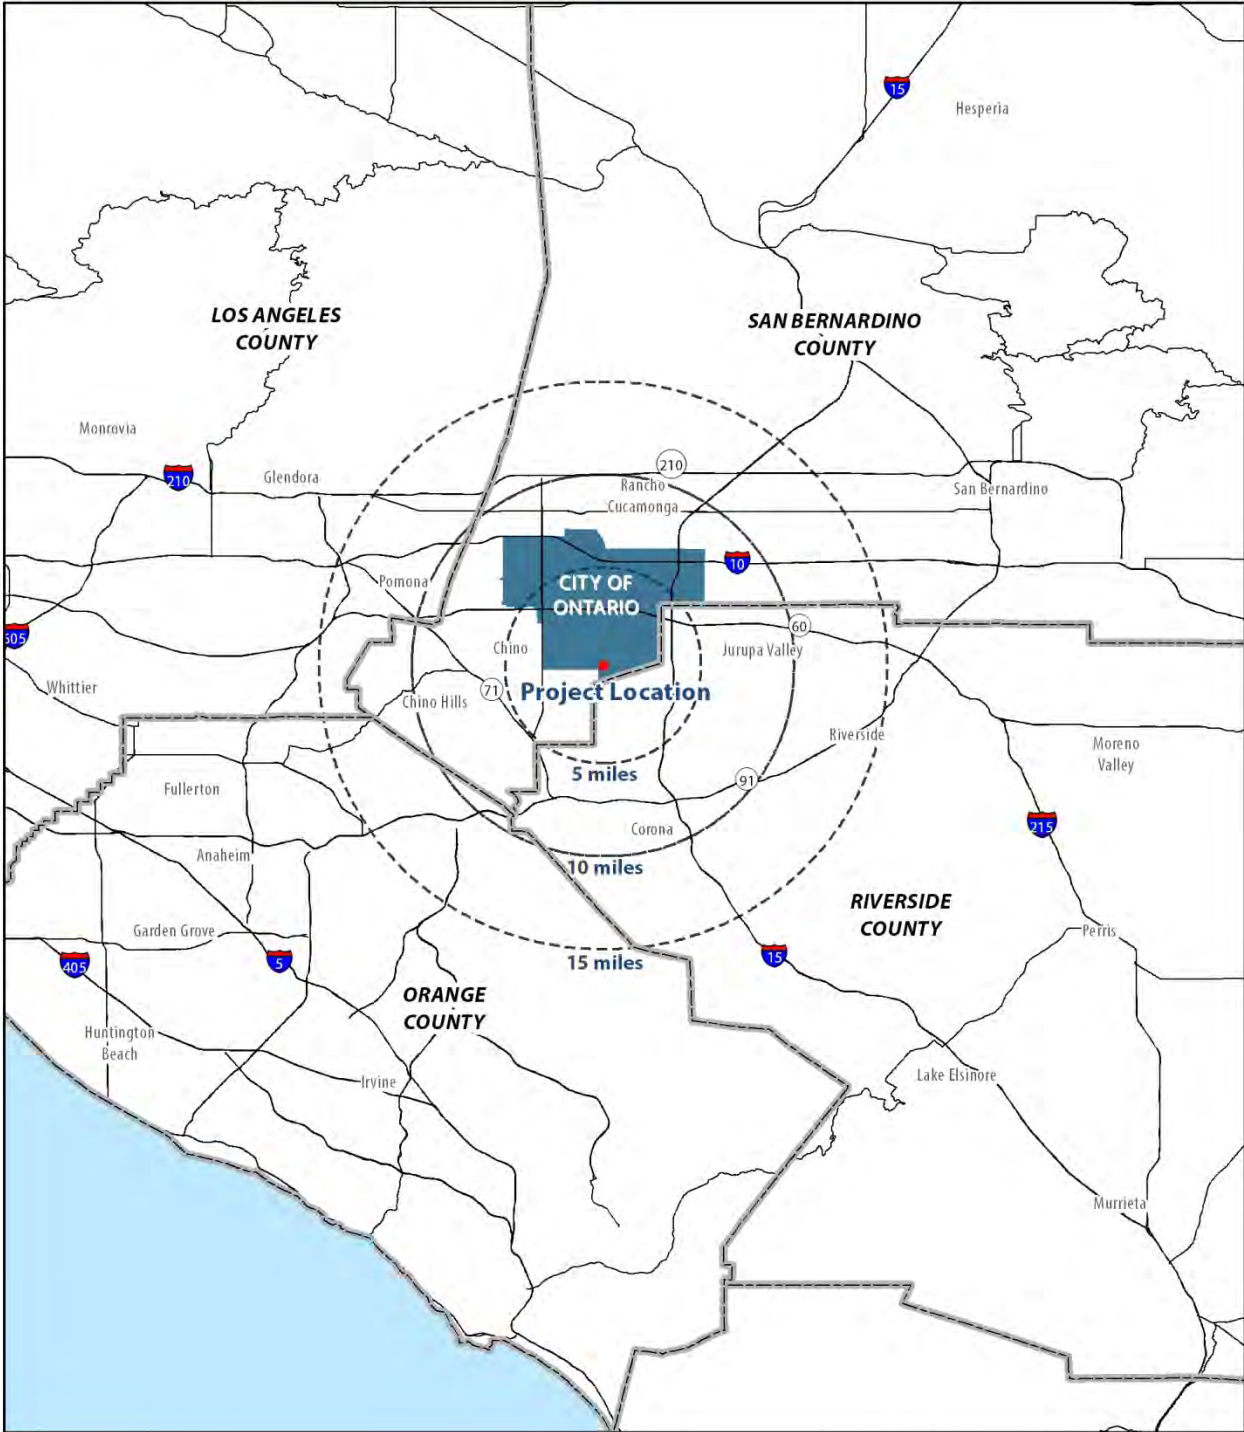 15
Hesperia
LOS ANGELES
COUNTY
SAN BERNARDINO
COUNTY
Monrovia
210
Glendora
210
Rancho
Cucamonga
San Bernardino
10
Pomona
CITY OF
ONTARIO
605
60
Chino
Jurupa Valley
Whittier
71
Project Location
Chino Hills
Riverside
Moreno
Valley
5 miles
91
Fullerton
215
Corona
Anaheim
10 miles
RIVERSIDE
COUNTY
Garden Grove
Perris
405
5
15 miles
15
ORANGE
COUNTY
Huntington
Beach
Irvine
Lake Elsinore
Murrieta